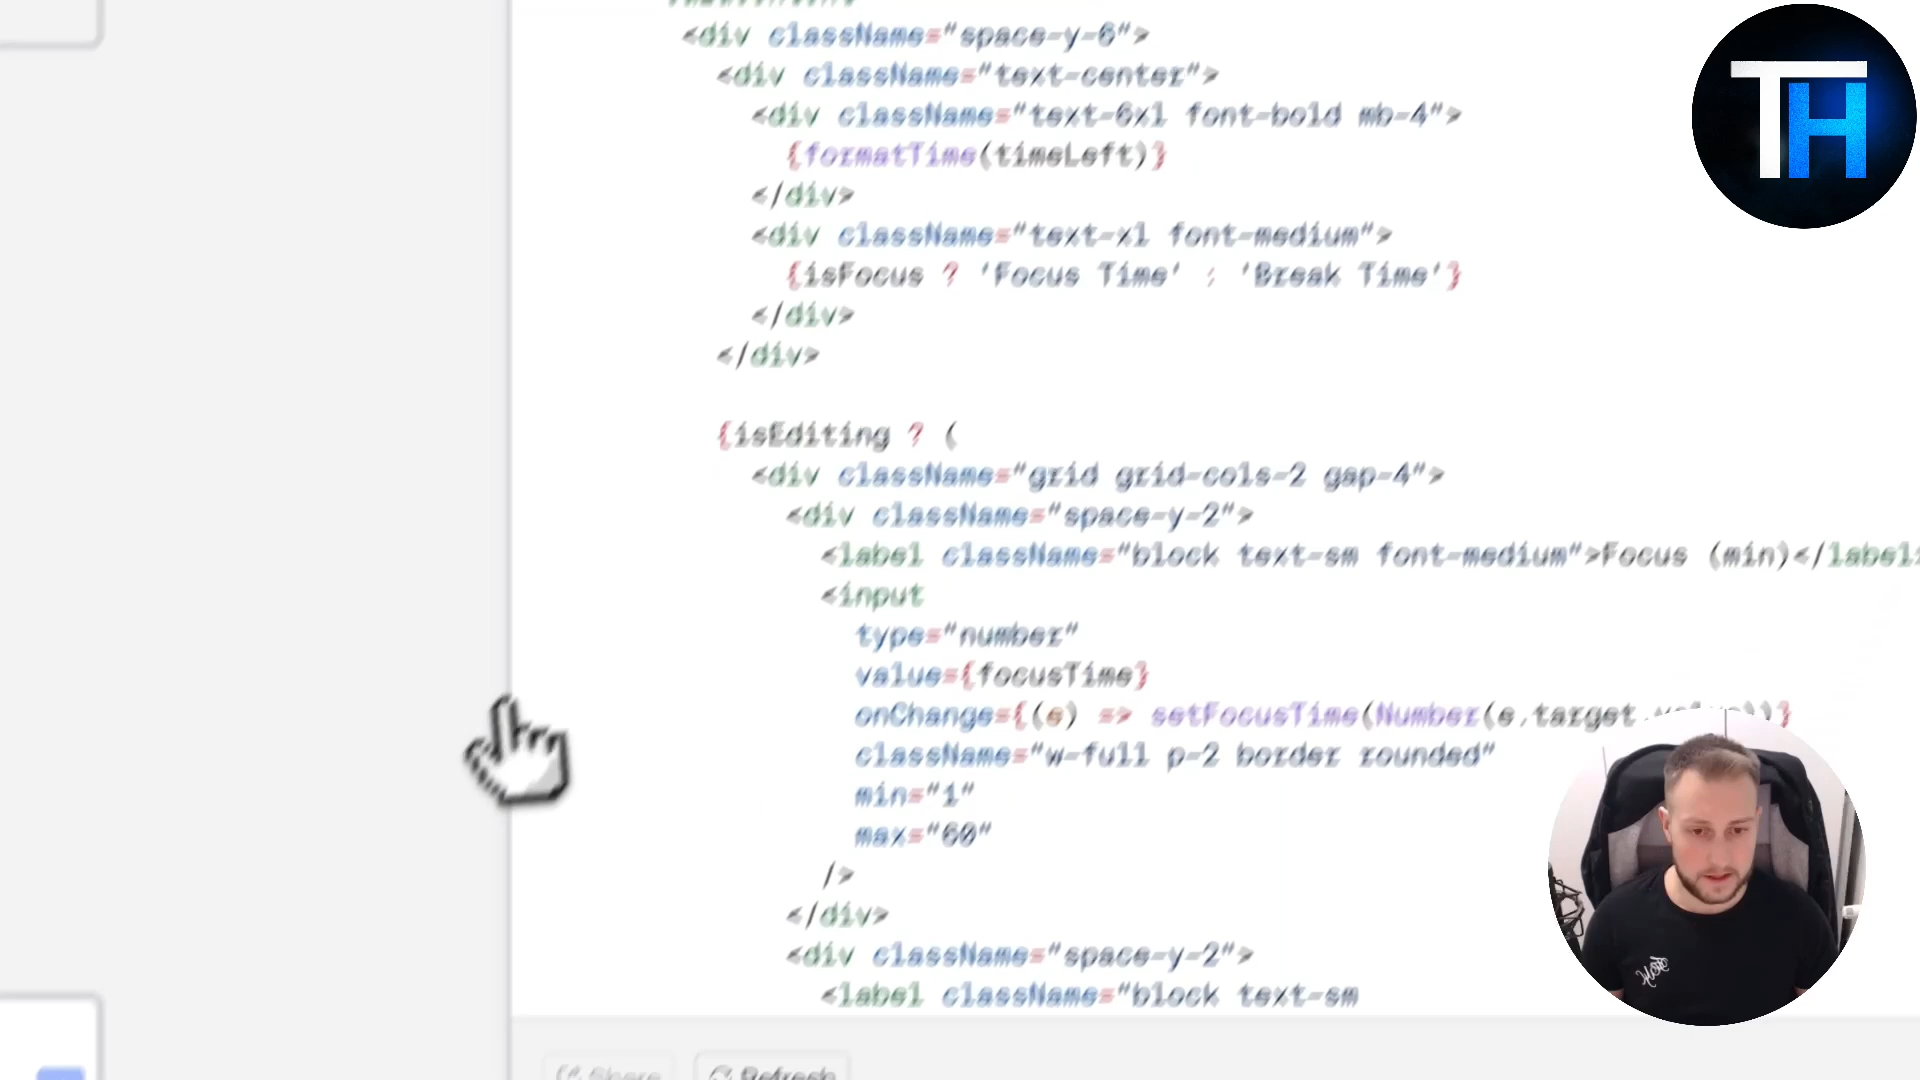 <div className="space-y-6">
<div className="text-center">
<div className="text-6xl font-bold mb-4">
{formatTime(timeLeft)}
</div>
<div className="text-xl font-medium">
{isFocus ? 'Focus Time' : 'Break Time'}
</div>
</div>
{isEditing ? (
<div className="grid grid-cols-2 gap-4">
<div className="space-y-2">
<label className="block text-sm font-medium">Focus (min)</label>
<input
type="number"
value={focusTime}
onChange={(e) => setFocusTime(Number(e.target.value))}
className="w-full p-2 border rounded"
min="1"
max="60"
/>
</div>
<div className="space-y-2">
<label className="block text-sm
Share
Refresh
TH